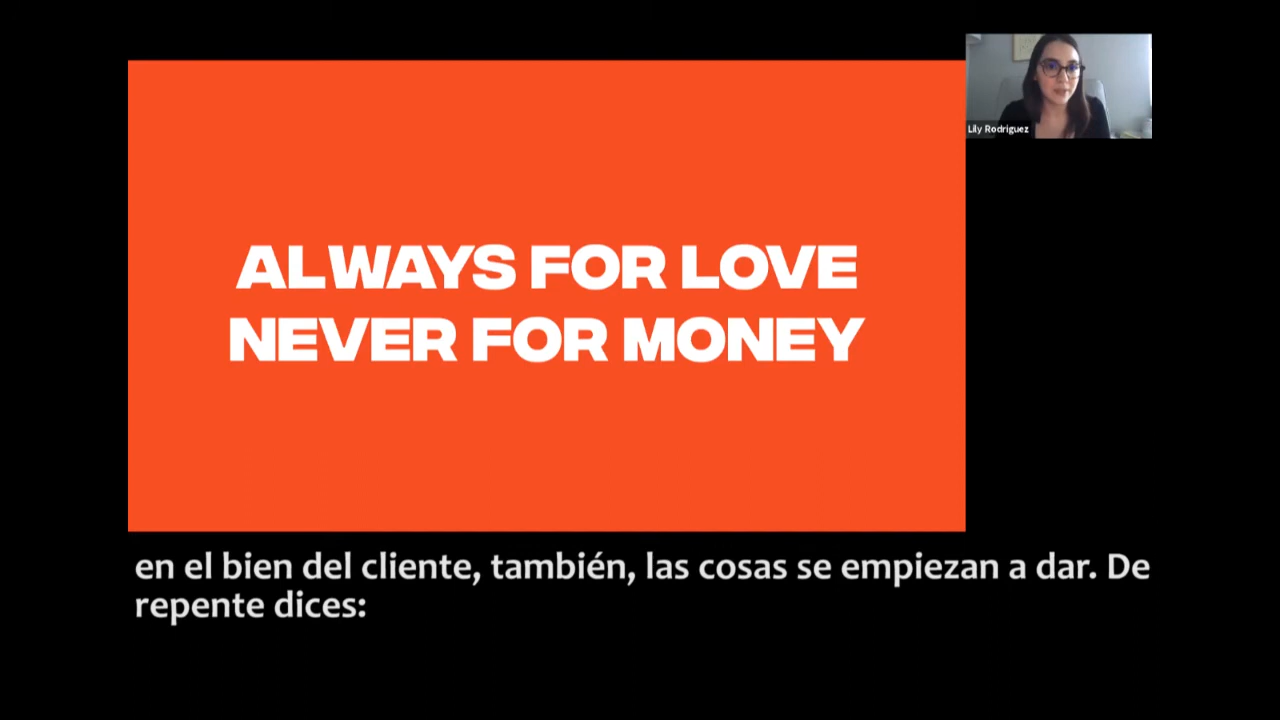 Lily Rodriguez
ALWAYS FOR LOVE
NEVER FOR MONEY
en el bien del cliente, también, las cosas se empiezan a dar. De
repente dices: